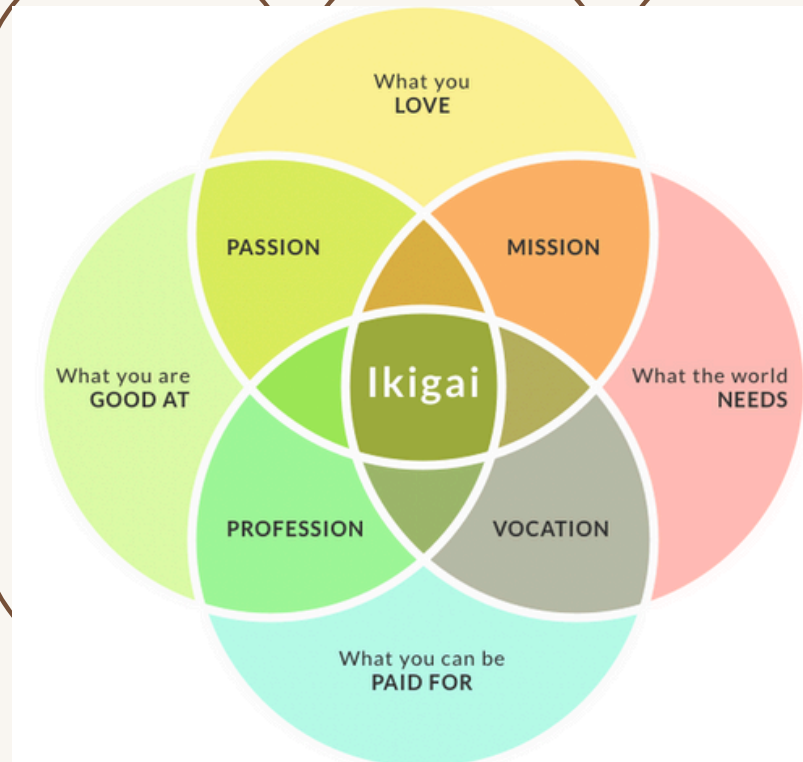 What you
LOVE
PASSION
MISSION
What you are
GOOD AT
Ikigai
What the world
NEEDS
PROFESSION
VOCATION
What you can be
PAID FOR